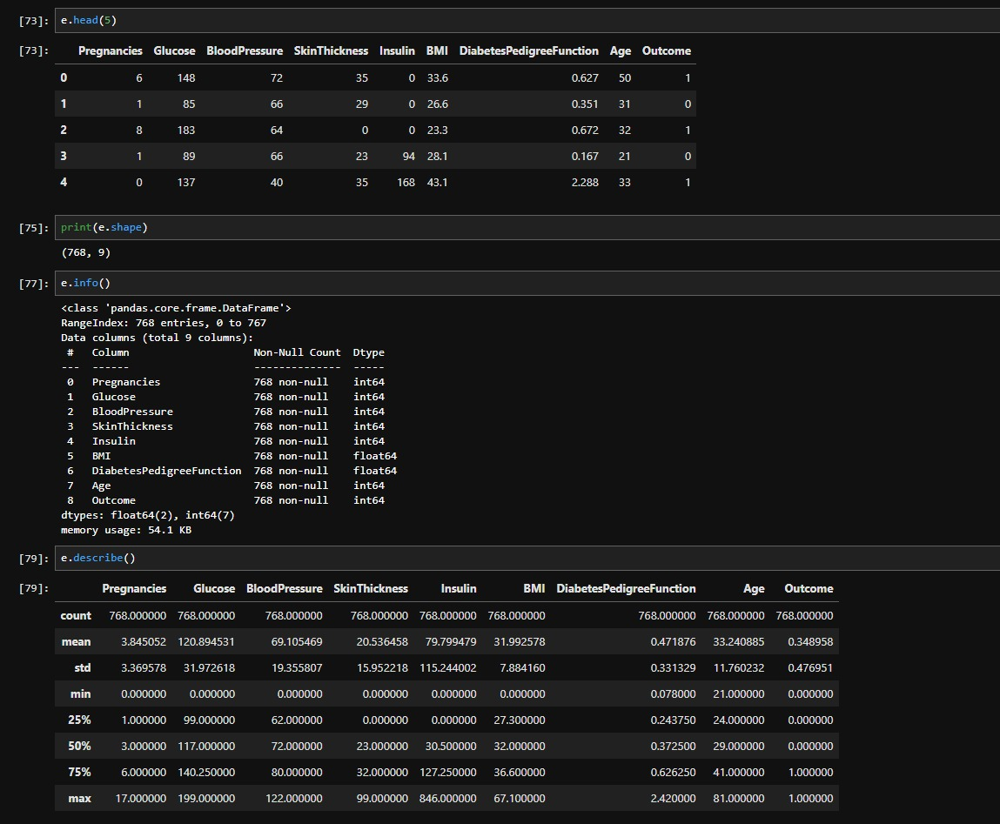 [73]: e.head(5)
[73]: Pregnancies Glucose BloodPressure SkinThickness Insulin BMI DiabetesPedigreeFunction Age Outcome
0 6 148 72 35 0 33.6 0.627 50 1
1 1 85 66 29 0 26.6 0.351 31 0
2 8 183 64 0 0 23.3 0.672 32 1
3 1 89 66 23 94 28.1 0.167 21 0
4 0 137 40 35 168 43.1 2.288 33 1
[75]: print(e.shape)
(768, 9)
[77]: e.info()
<class 'pandas.core.frame.DataFrame'>
RangeIndex: 768 entries, 0 to 767
Data columns (total 9 columns):
# Column Non-Null Count Dtype
--- ------ -------------- -----
0 Pregnancies 768 non-null int64
1 Glucose 768 non-null int64
2 BloodPressure 768 non-null int64
3 SkinThickness 768 non-null int64
4 Insulin 768 non-null int64
5 BMI 768 non-null float64
6 DiabetesPedigreeFunction 768 non-null float64
7 Age 768 non-null int64
8 Outcome 768 non-null int64
dtypes: float64(2), int64(7)
memory usage: 54.1 KB
[79]: e.describe()
[79]: Pregnancies Glucose BloodPressure SkinThickness Insulin BMI DiabetesPedigreeFunction Age Outcome
count 768.000000 768.000000 768.000000 768.000000 768.000000 768.000000 768.000000 768.000000 768.000000
mean 3.845052 120.894531 69.105469 20.536458 79.799479 31.992578 0.471876 33.240885 0.348958
std 3.369578 31.972618 19.355807 15.952218 115.244002 7.884160 0.331329 11.760232 0.476951
min 0.000000 0.000000 0.000000 0.000000 0.000000 0.000000 0.078000 21.000000 0.000000
25% 1.000000 99.000000 62.000000 0.000000 0.000000 27.300000 0.243750 24.000000 0.000000
50% 3.000000 117.000000 72.000000 23.000000 30.500000 32.000000 0.372500 29.000000 0.000000
75% 6.000000 140.250000 80.000000 32.000000 127.250000 36.600000 0.626250 41.000000 1.000000
max 17.000000 199.000000 122.000000 99.000000 846.000000 67.100000 2.420000 81.000000 1.000000